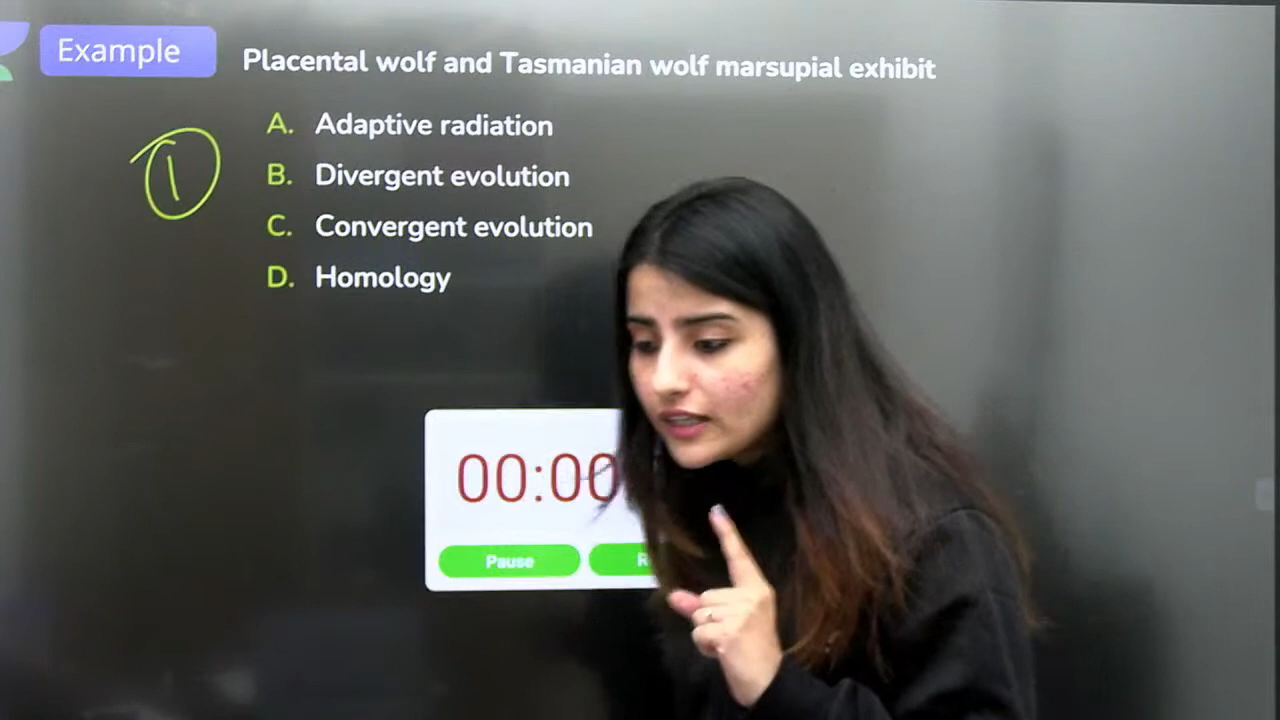 Example
Placental wolf and Tasmanian wolf marsupial exhibit
A. Adaptive radiation
B. Divergent evolution
C. Convergent evolution
D. Homology
1
00:00
Pause